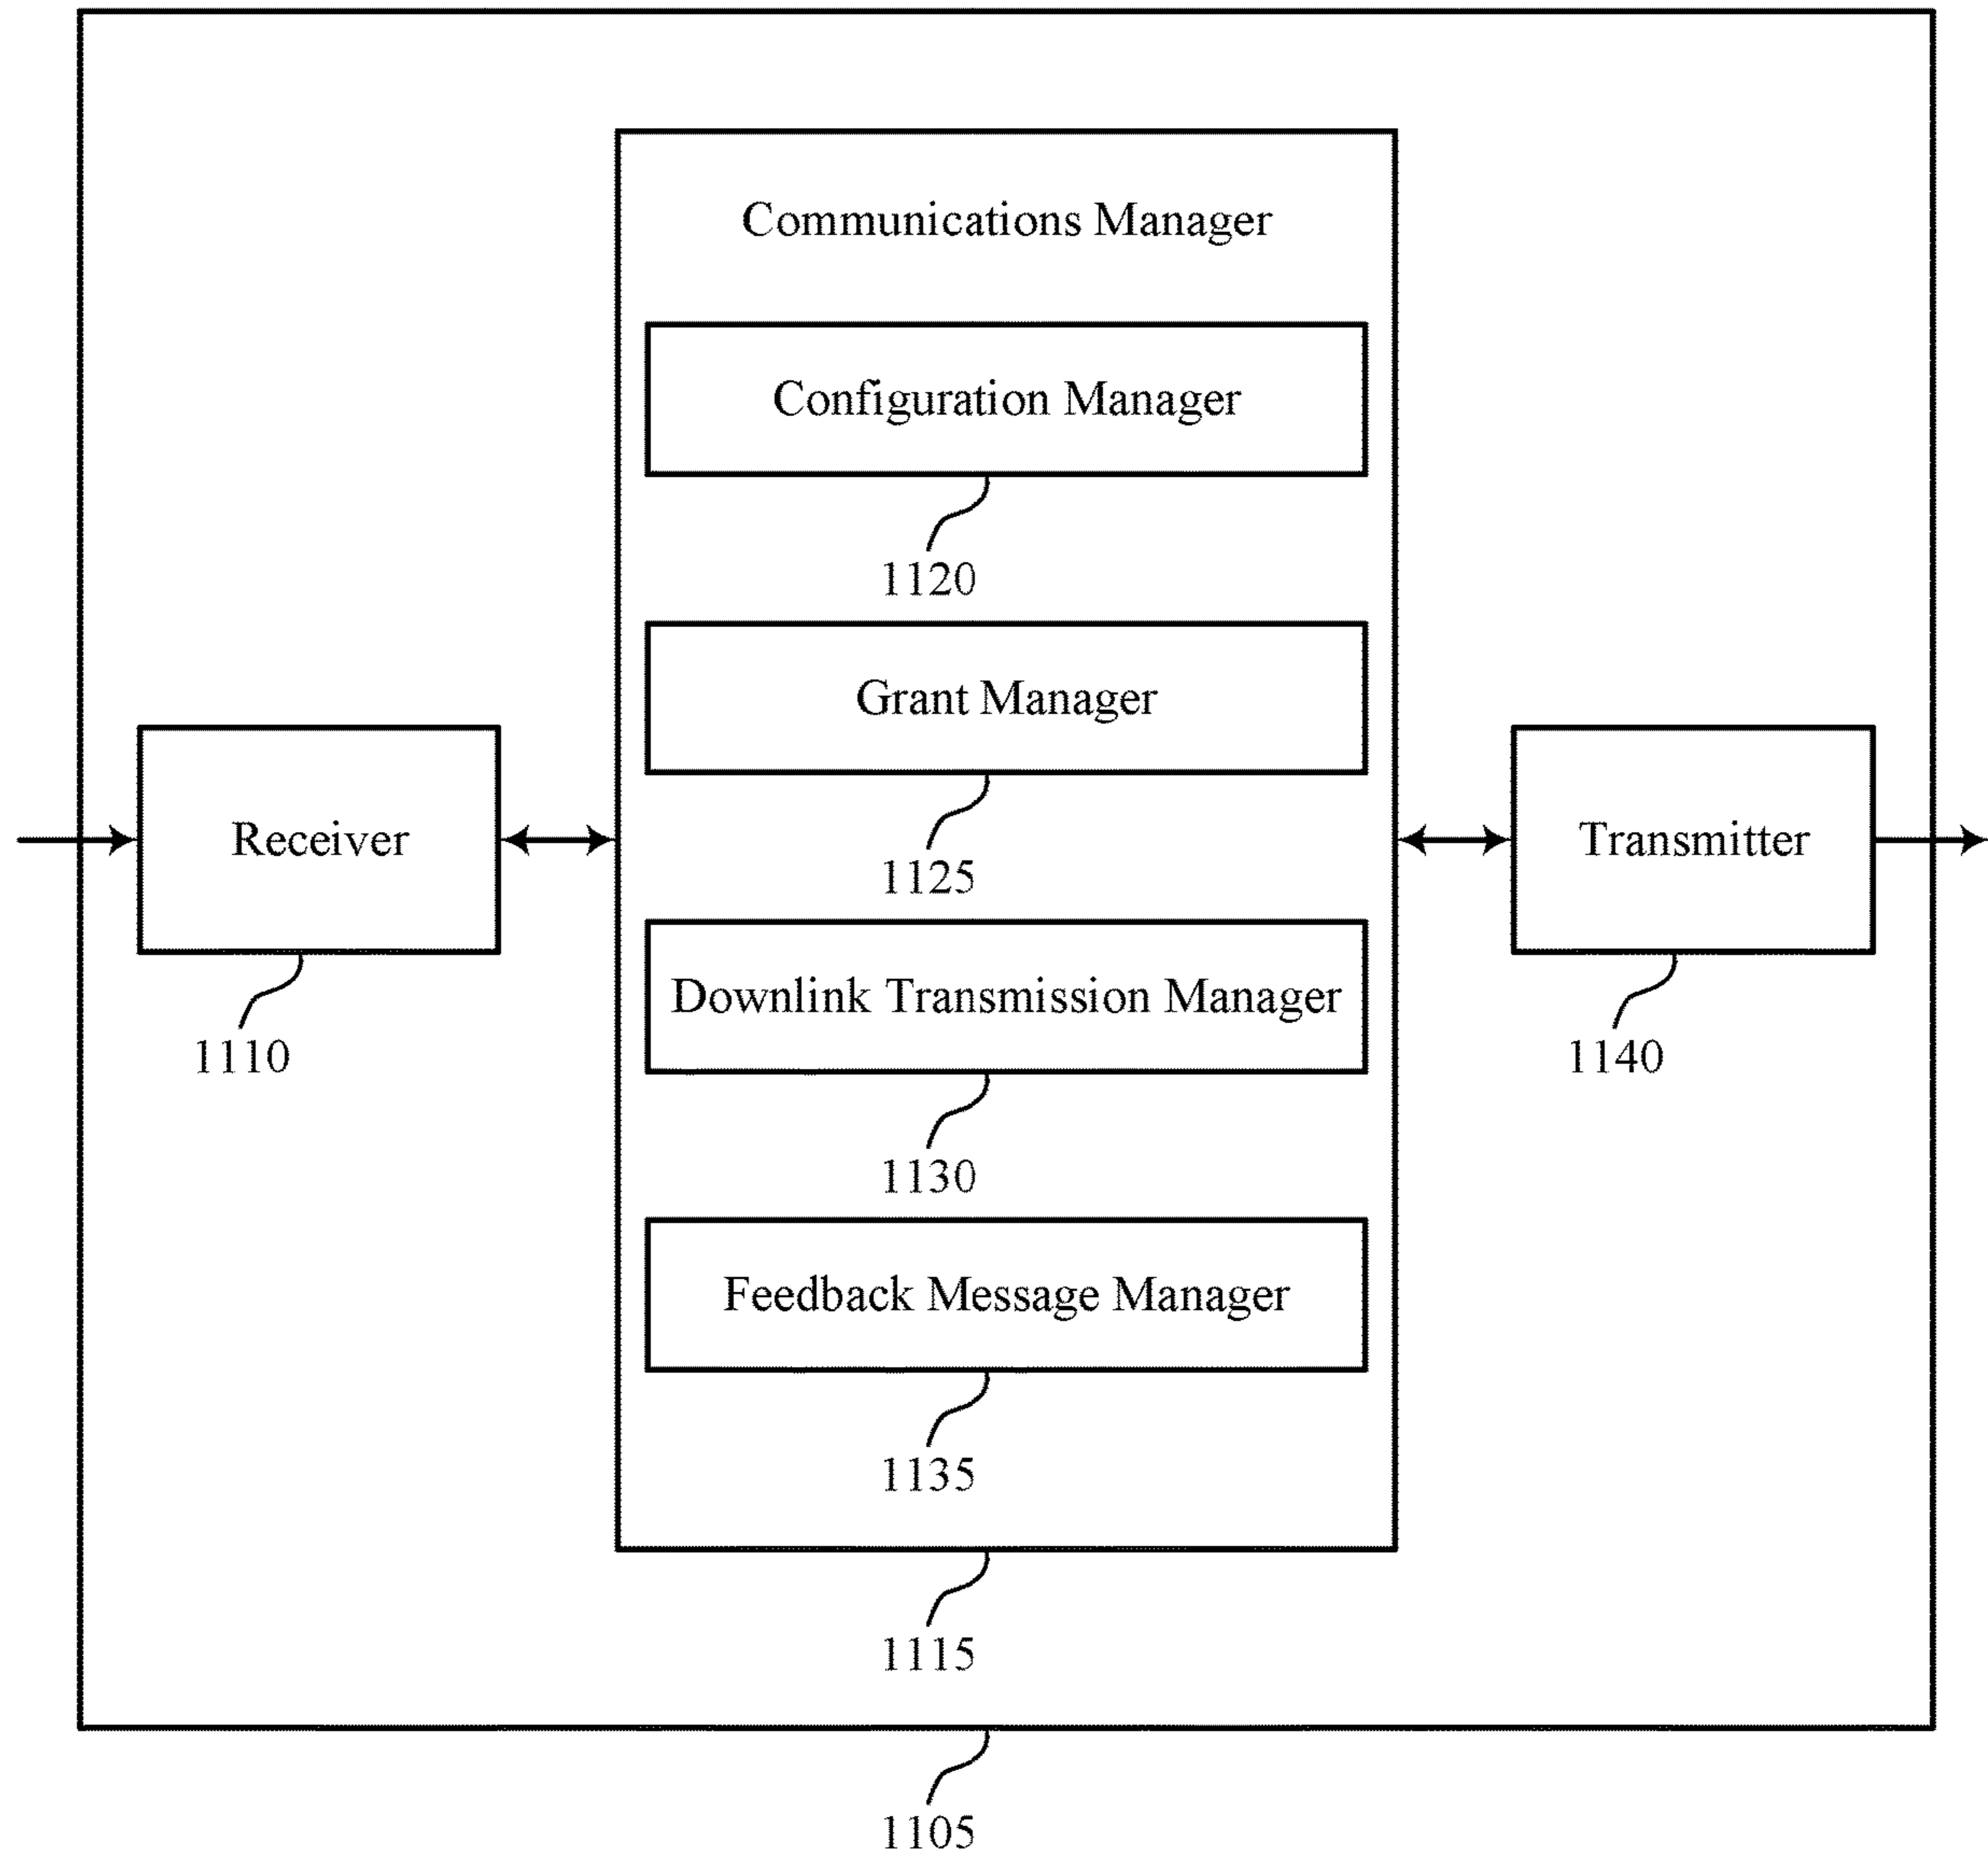 Communications Manager
Configuration Manager
1120
Grant Manager
1125
Receiver
1110
Transmitter
1140
Downlink Transmission Manager
1130
Feedback Message Manager
1135
1115
1105